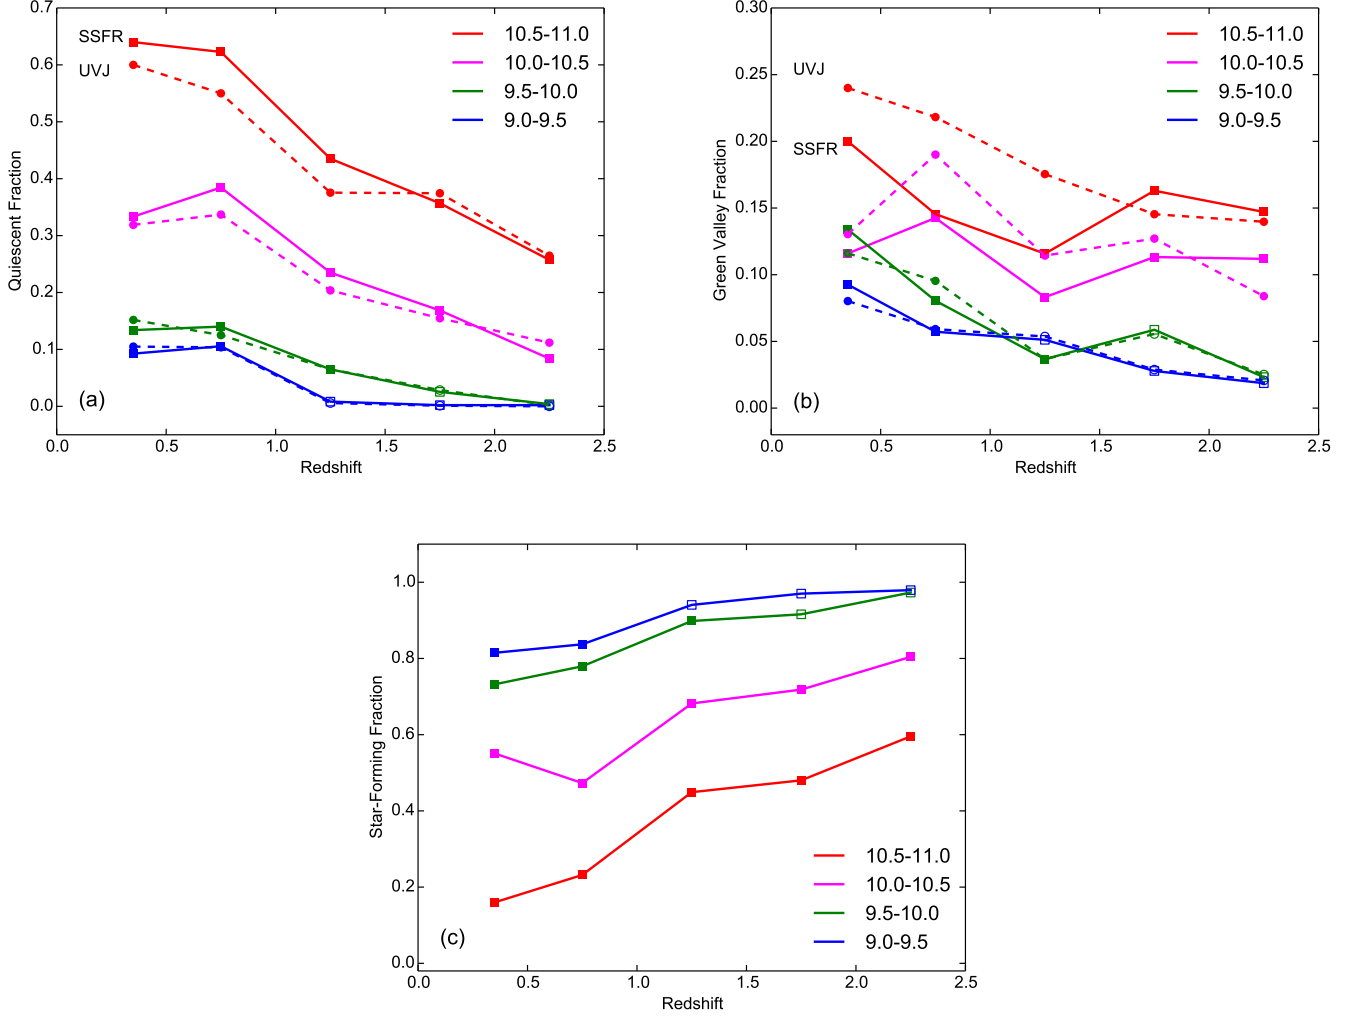 0.7
0.6
0.5
0.4
0.3
0.2
0.1
0.0
Quiescent Fraction
SSFR
UVJ
10.5-11.0
10.0-10.5
9.5-10.0
9.0-9.5
(a)
0.0 0.5 1.0 1.5 2.0 2.5
Redshift
0.30
0.25
0.20
0.15
0.10
0.05
0.00
Green Valley Fraction
UVJ
SSFR
10.5-11.0
10.0-10.5
9.5-10.0
9.0-9.5
(b)
0.0 0.5 1.0 1.5 2.0 2.5
Redshift
1.0
0.8
0.6
0.4
0.2
0.0
Star-Forming Fraction
10.5-11.0
10.0-10.5
9.5-10.0
9.0-9.5
(c)
0.0 0.5 1.0 1.5 2.0 2.5
Redshift